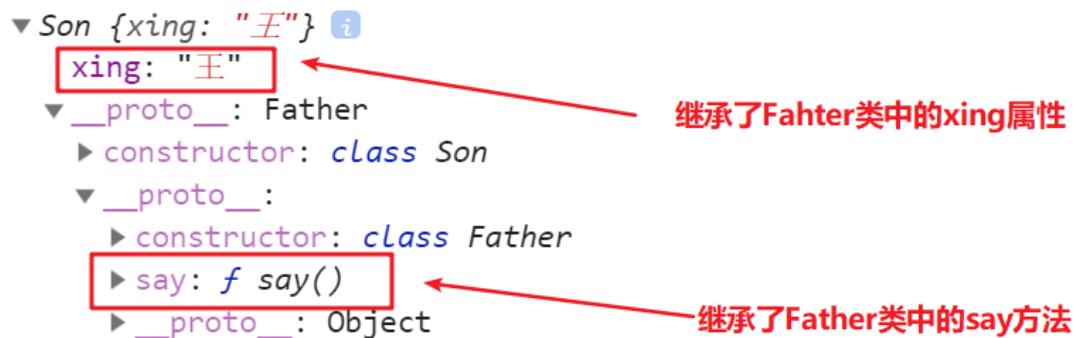 Son {xing: "王"} i
xing: "王"
继承了Fahter类中的xing属性
__proto__: Father
constructor: class Son
__proto__:
constructor: class Father
say: ƒ say()
继承了Father类中的say方法
__proto__: Object